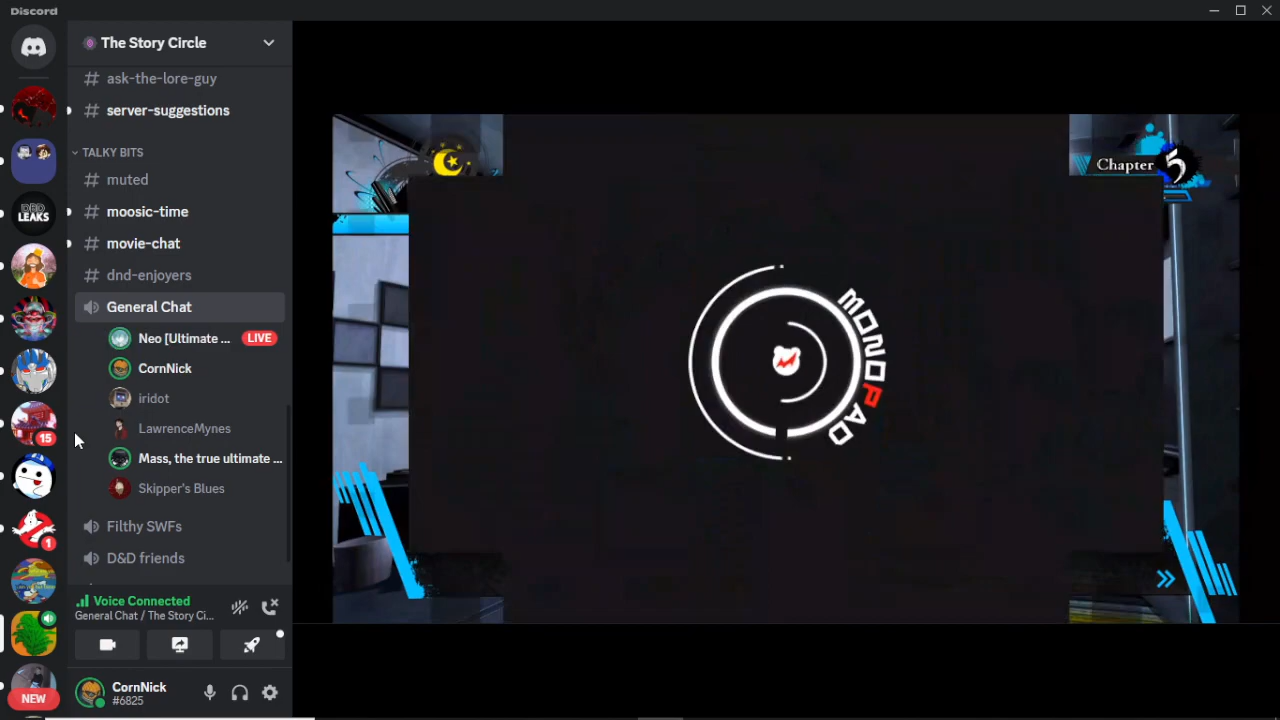 Discord
The Story Circle
# ask-the-lore-guy
# server-suggestions
TALKY BITS
# muted
DBD
LEAKS
# moosic-time
# movie-chat
# dnd-enjoyers
General Chat
Neo [Ultimate ...
LIVE
CornNick
iridot
15
LawrenceMynes
Mass, the true ultimate ...
Skipper's Blues
Filthy SWFs
1
D&D friends
Voice Connected
General Chat / The Story Ci...
NEW
CornNick
#6825
Chapter 5
MONOPAD